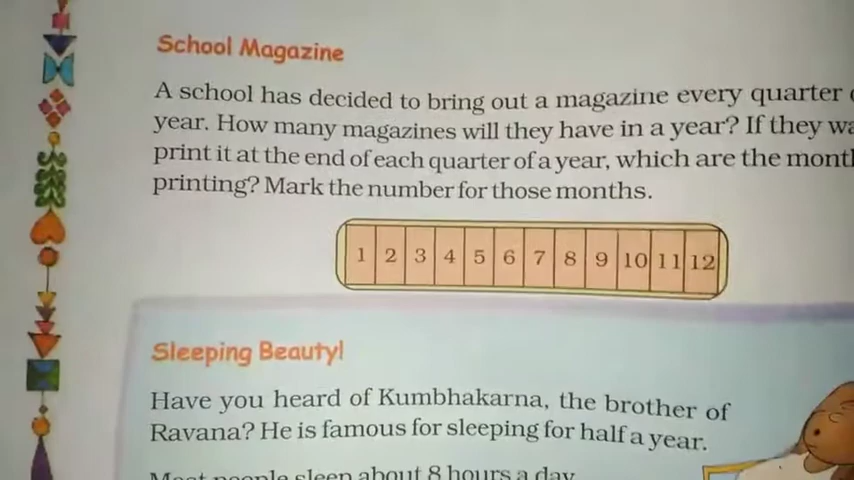 School Magazine
A school has decided to bring out a magazine every quarter
year. How many magazines will they have in a year? If they
print it at the end of each quarter of a year, which are the
printing? Mark the number for those months.
1 2 3 4 5 6 7 8 9 10 11 12
Sleeping Beauty!
Have you heard of Kumbhakarna, the brother of
Ravana? He is famous for sleeping for half a year.
Most people sleep about 8 hours a day